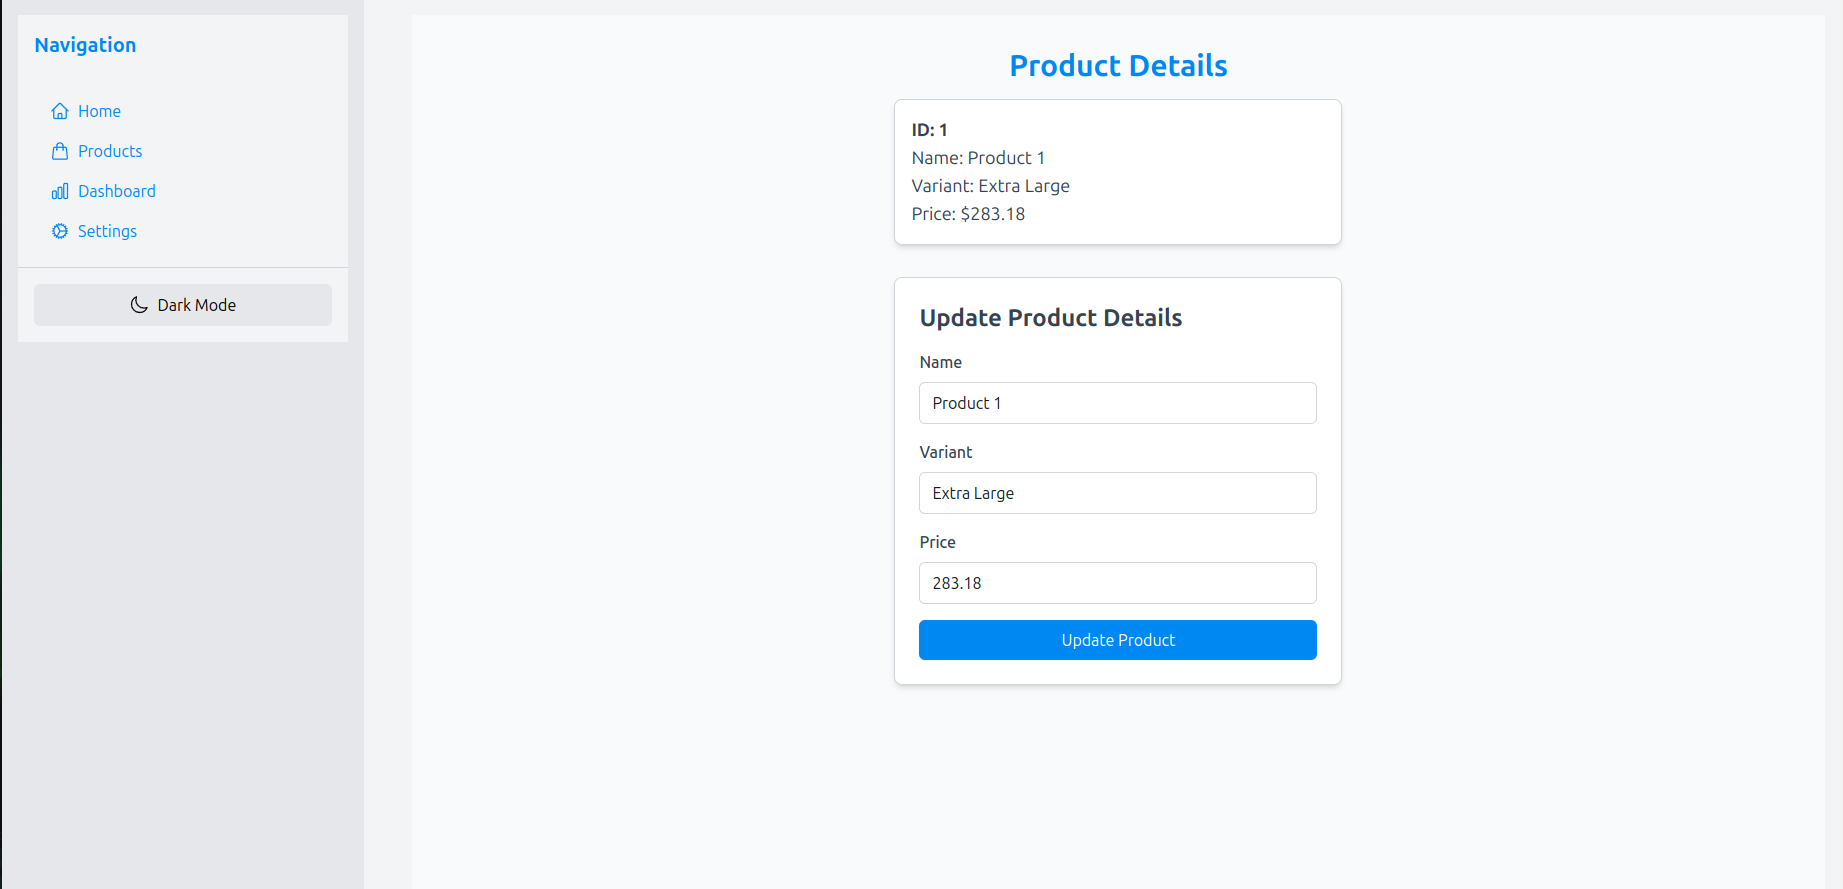 Navigation
Home
Products
Dashboard
Settings
Dark Mode
Product Details
ID: 1
Name: Product 1
Variant: Extra Large
Price: $283.18
Update Product Details
Name
Product 1
Variant
Extra Large
Price
283.18
Update Product